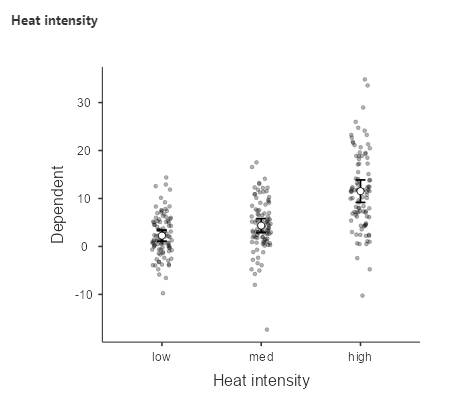 Heat intensity
30
20
10
0
-10
Dependent
low med high
Heat intensity